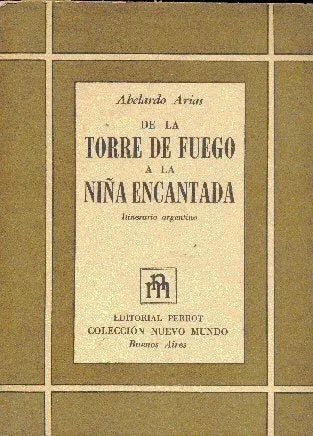 Abelardo Arias
DE LA
TORRE DE FUEGO
A LA
NIÑA ENCANTADA
Itinerario argentino
nm
EDITORIAL PERROT
COLECCIÓN NUEVO MUNDO
Buenos Aires